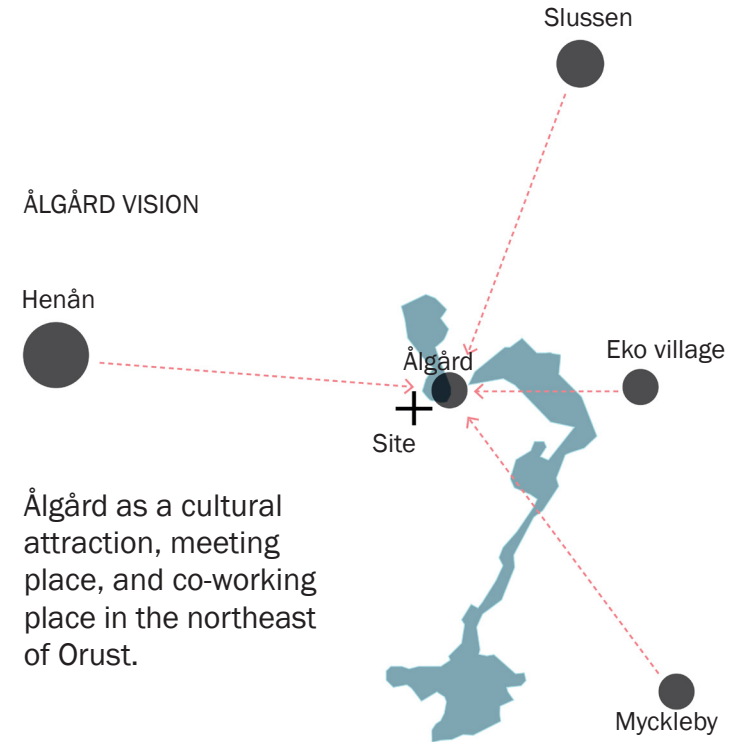 Slussen
ÅLGÅRD VISION
Henån
Ålgård
Eko village
Site
Ålgård as a cultural
attraction, meeting
place, and co-working
place in the northeast
of Orust.
Myckleby